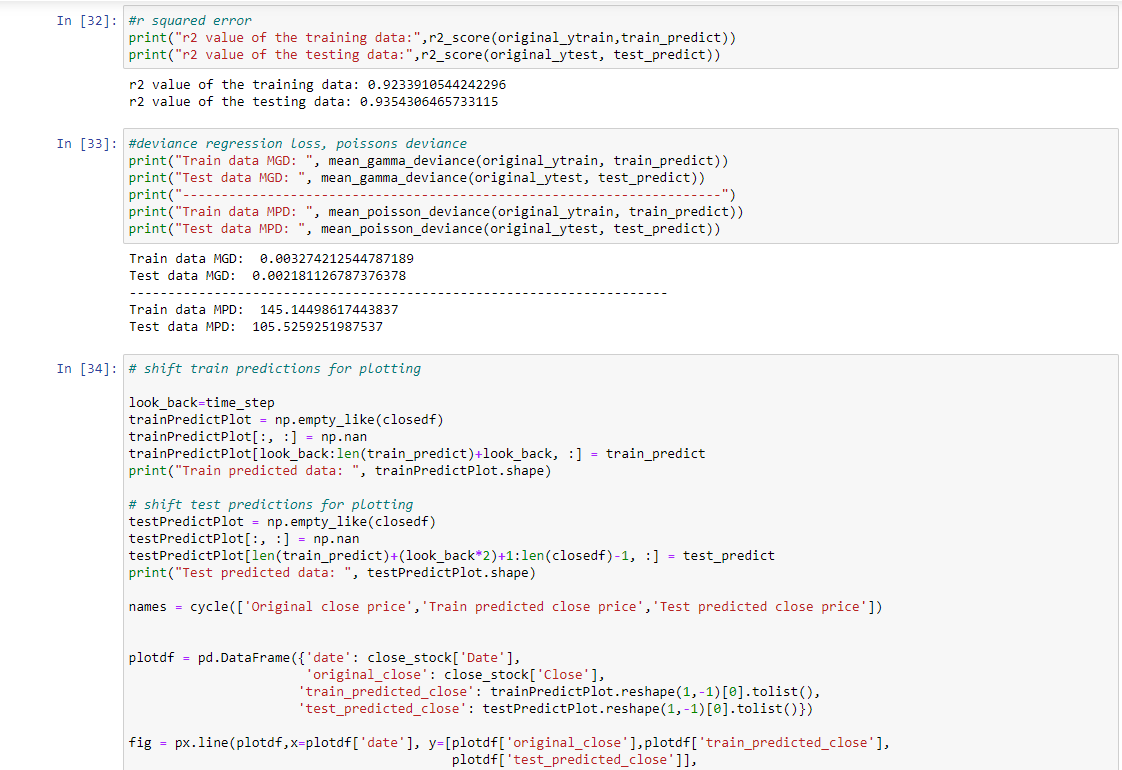 In [32]: #r squared error
print("r2 value of the training data:",r2_score(original_ytrain,train_predict))
print("r2 value of the testing data:",r2_score(original_ytest, test_predict))
r2 value of the training data: 0.9233910544242296
r2 value of the testing data: 0.9354306465733115
In [33]: #deviance regression loss, poissons deviance
print("Train data MGD: ", mean_gamma_deviance(original_ytrain, train_predict))
print("Test data MGD: ", mean_gamma_deviance(original_ytest, test_predict))
print("----------------------------------------------------------------------")
print("Train data MPD: ", mean_poisson_deviance(original_ytrain, train_predict))
print("Test data MPD: ", mean_poisson_deviance(original_ytest, test_predict))
Train data MGD:  0.003274212544787189
Test data MGD:  0.002181126787376378
----------------------------------------------------------------------
Train data MPD:  145.14498617443837
Test data MPD:  105.5259251987537
In [34]: # shift train predictions for plotting
look_back=time_step
trainPredictPlot = np.empty_like(closedf)
trainPredictPlot[:, :] = np.nan
trainPredictPlot[look_back:len(train_predict)+look_back, :] = train_predict
print("Train predicted data: ", trainPredictPlot.shape)
# shift test predictions for plotting
testPredictPlot = np.empty_like(closedf)
testPredictPlot[:, :] = np.nan
testPredictPlot[len(train_predict)+(look_back*2)+1:len(closedf)-1, :] = test_predict
print("Test predicted data: ", testPredictPlot.shape)
names = cycle(['Original close price','Train predicted close price','Test predicted close price'])
plotdf = pd.DataFrame({'date': close_stock['Date'],
'original_close': close_stock['Close'],
'train_predicted_close': trainPredictPlot.reshape(1,-1)[0].tolist(),
'test_predicted_close': testPredictPlot.reshape(1,-1)[0].tolist()})
fig = px.line(plotdf,x=plotdf['date'], y=[plotdf['original_close'],plotdf['train_predicted_close'],
plotdf['test_predicted_close']],